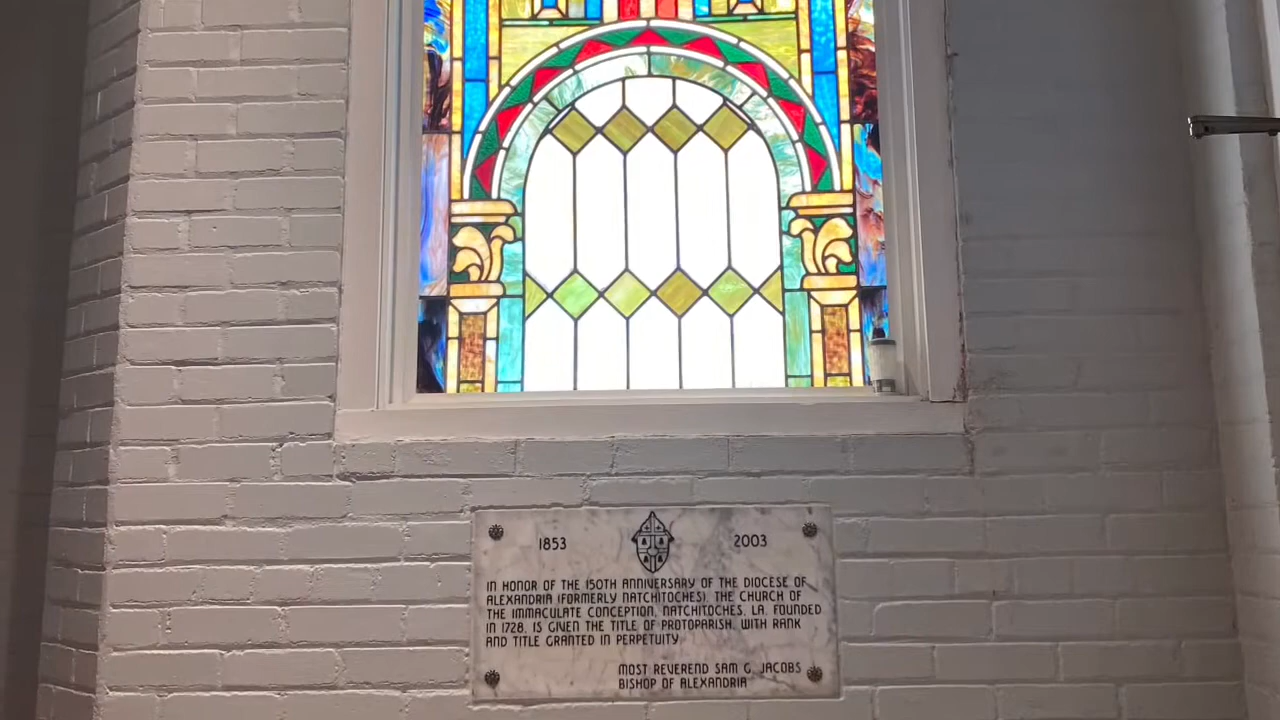 1853 2003
IN HONOR OF THE 150TH ANNIVERSARY OF THE DIOCESE OF
ALEXANDRIA (FORMERLY NATCHITOCHES), THE CHURCH OF
THE IMMACULATE CONCEPTION, NATCHITOCHES, LA. FOUNDED
IN 1728, IS GIVEN THE TITLE OF PROTOPARISH, WITH RANK
AND TITLE GRANTED IN PERPETUITY
MOST REVEREND SAM G. JACOBS
BISHOP OF ALEXANDRIA